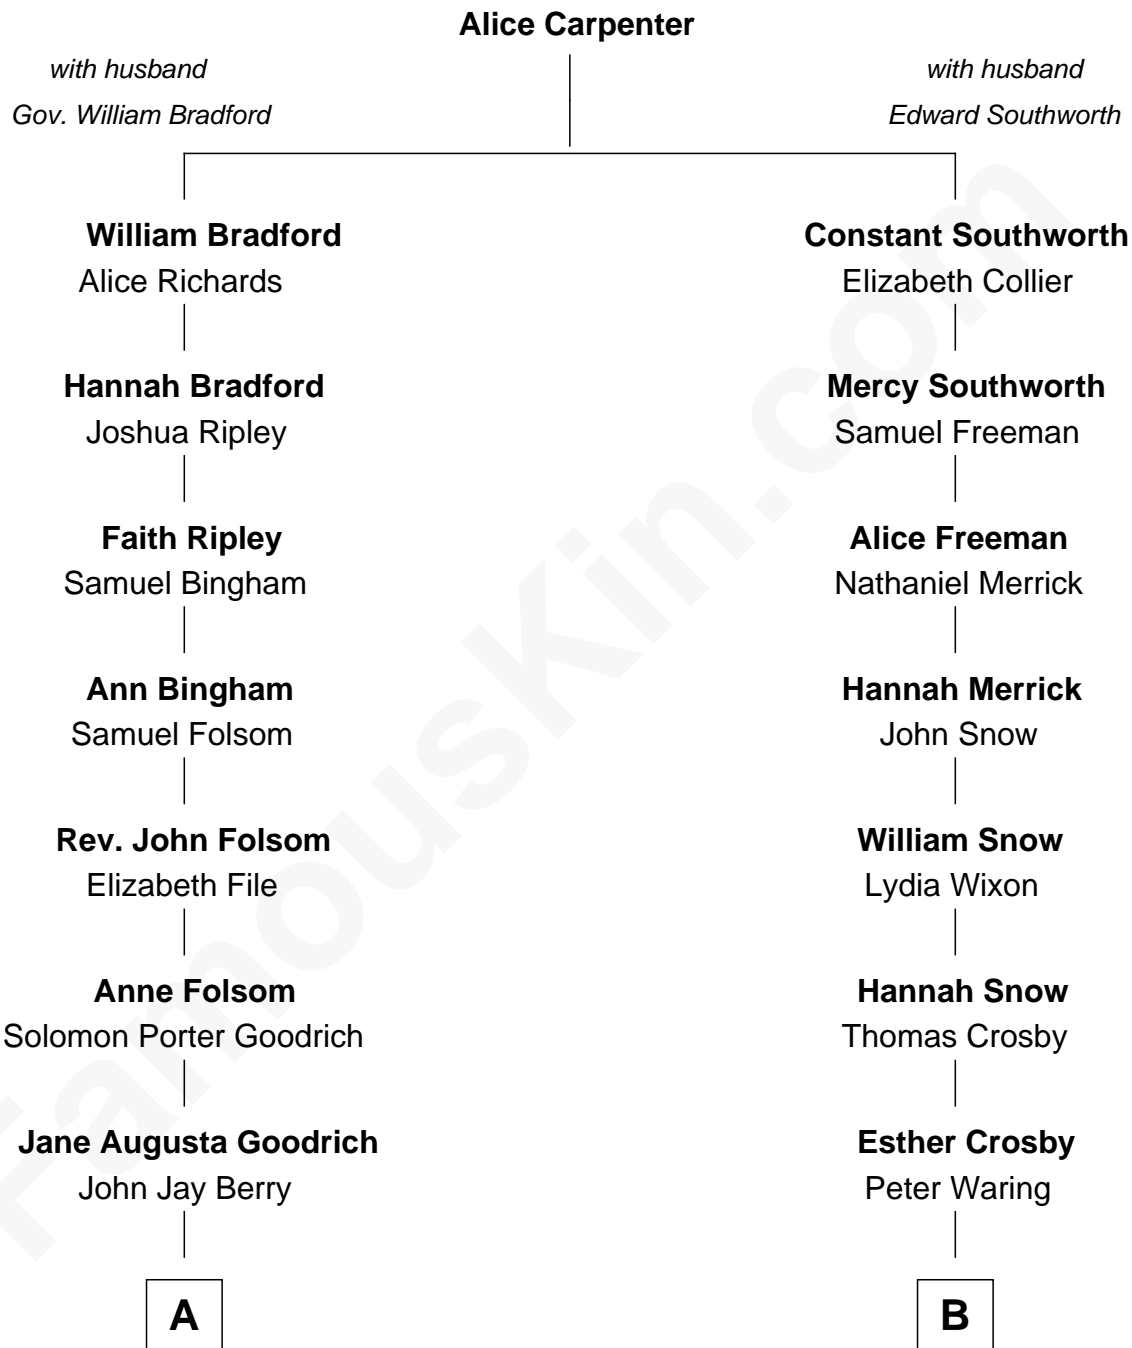 Alice Carpenter
with husband
Gov. William Bradford
with husband
Edward Southworth
William Bradford
Alice Richards
Constant Southworth
Elizabeth Collier
Hannah Bradford
Joshua Ripley
Mercy Southworth
Samuel Freeman
Faith Ripley
Samuel Bingham
Alice Freeman
Nathaniel Merrick
Ann Bingham
Samuel Folsom
Hannah Merrick
John Snow
Rev. John Folsom
Elizabeth File
William Snow
Lydia Wixon
Anne Folsom
Solomon Porter Goodrich
Hannah Snow
Thomas Crosby
Jane Augusta Goodrich
John Jay Berry
Esther Crosby
Peter Waring
A
B
FamousKin.com